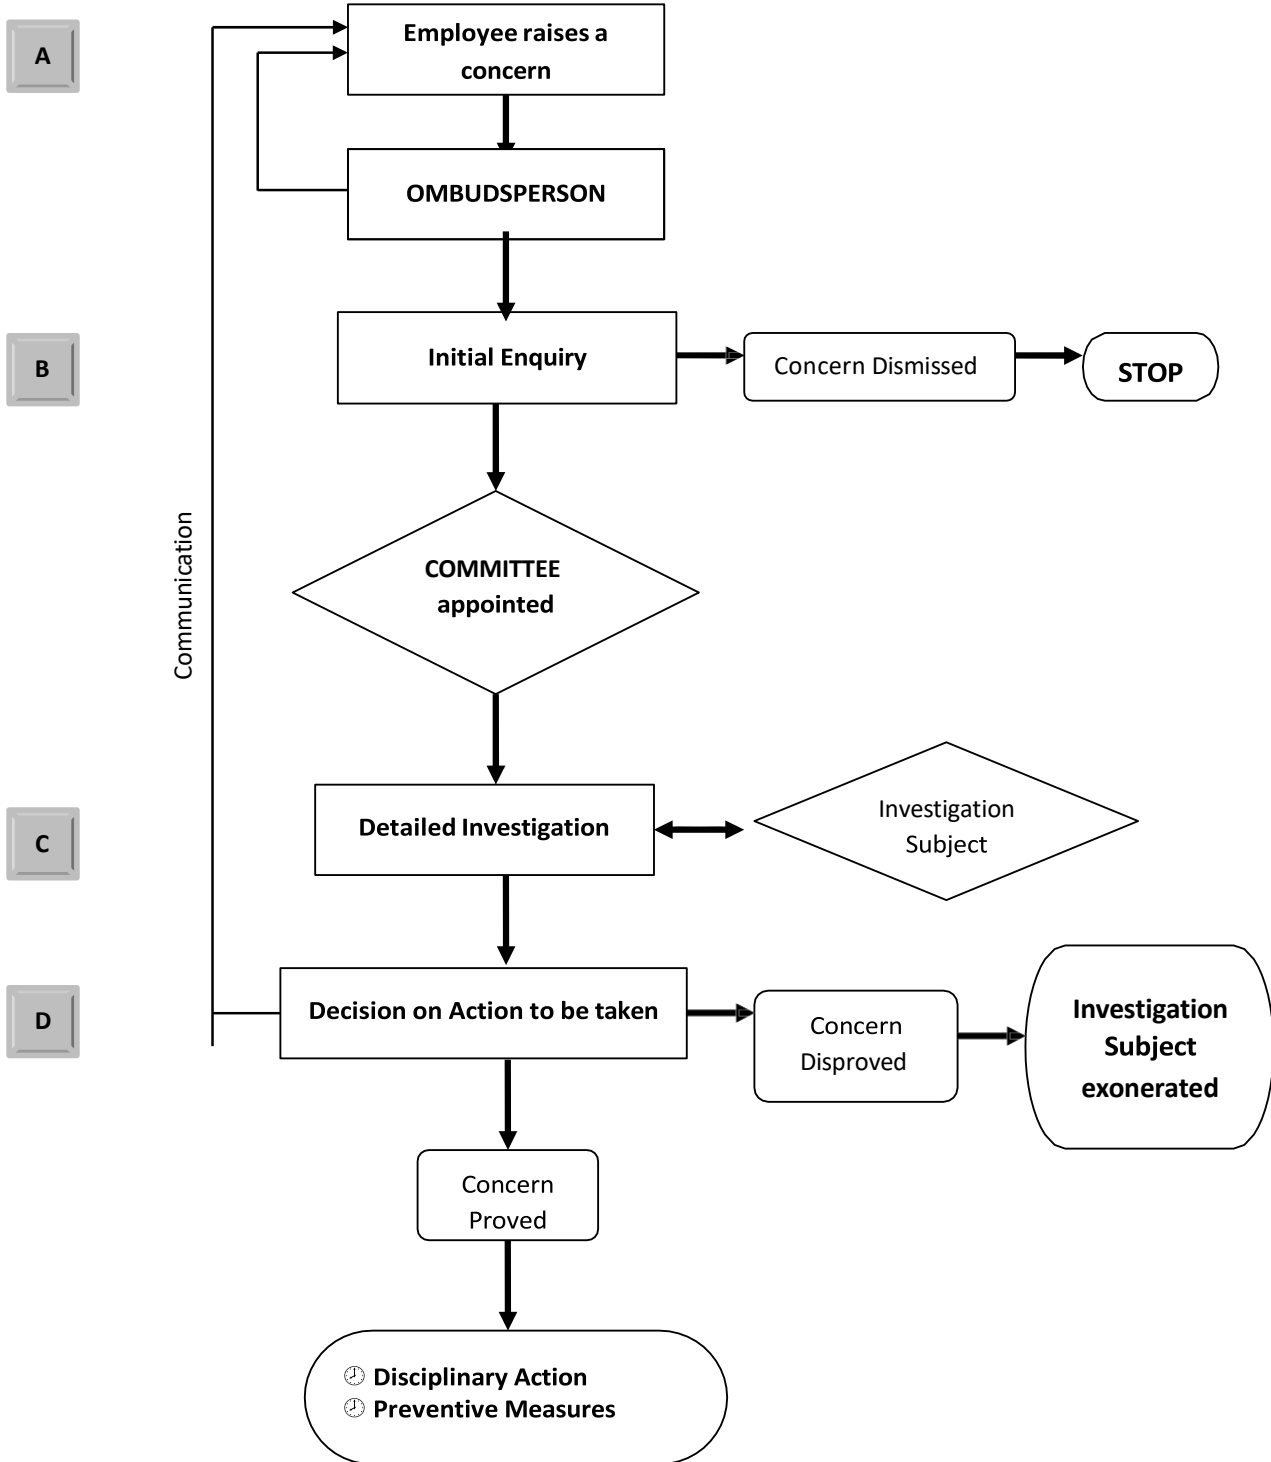 A
Employee raises a
concern
OMBUDSPERSON
B
Initial Enquiry
Concern Dismissed
STOP
Communication
COMMITTEE
appointed
C
Detailed Investigation
Investigation
Subject
D
Decision on Action to be taken
Concern
Disproved
Investigation
Subject
exonerated
Concern
Proved
Disciplinary Action
Preventive Measures